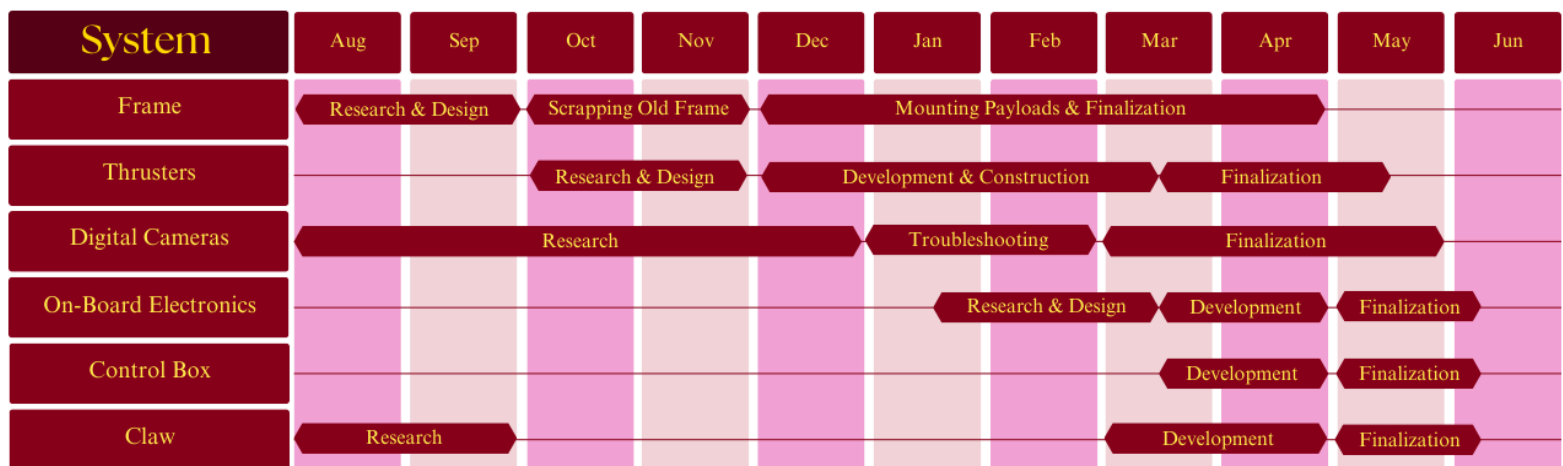 System Aug Sep Oct Nov Dec Jan Feb Mar Apr May Jun
Frame Research & Design Scrapping Old Frame Mounting Payloads & Finalization
Thrusters Research & Design Development & Construction Finalization
Digital Cameras Research Troubleshooting Finalization
On-Board Electronics Research & Design Development Finalization
Control Box Development Finalization
Claw Research Development Finalization